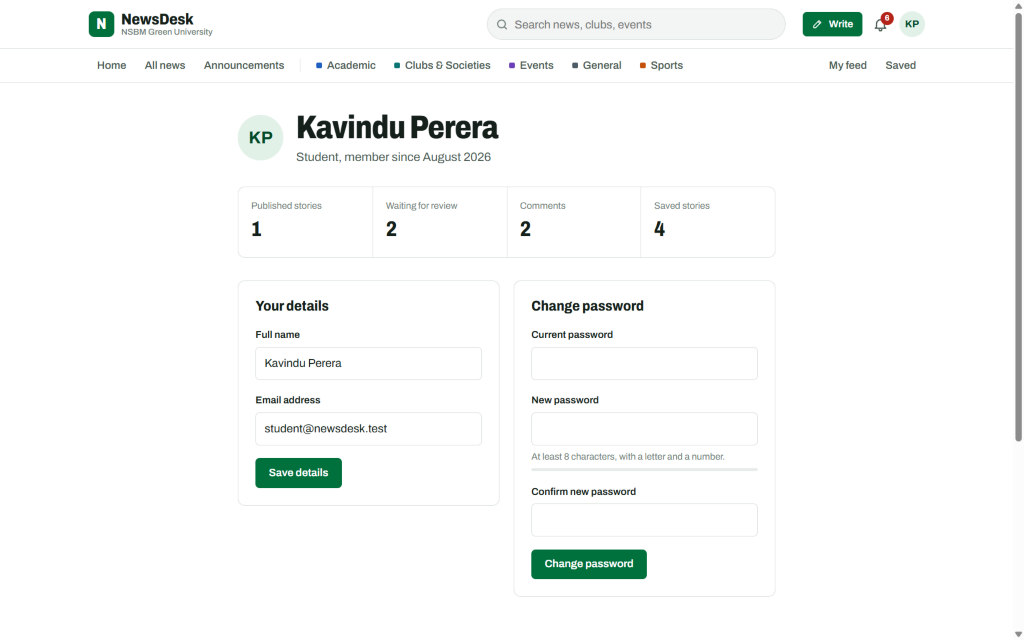 N
NewsDesk
NSBM Green University
Search news, clubs, events
Write
6
KP
Home
All news
Announcements
Academic
Clubs & Societies
Events
General
Sports
My feed
Saved
KP
Kavindu Perera
Student, member since August 2026
Published stories
1
Waiting for review
2
Comments
2
Saved stories
4
Your details
Full name
Kavindu Perera
Email address
student@newsdesk.test
Save details
Change password
Current password
New password
At least 8 characters, with a letter and a number.
Confirm new password
Change password